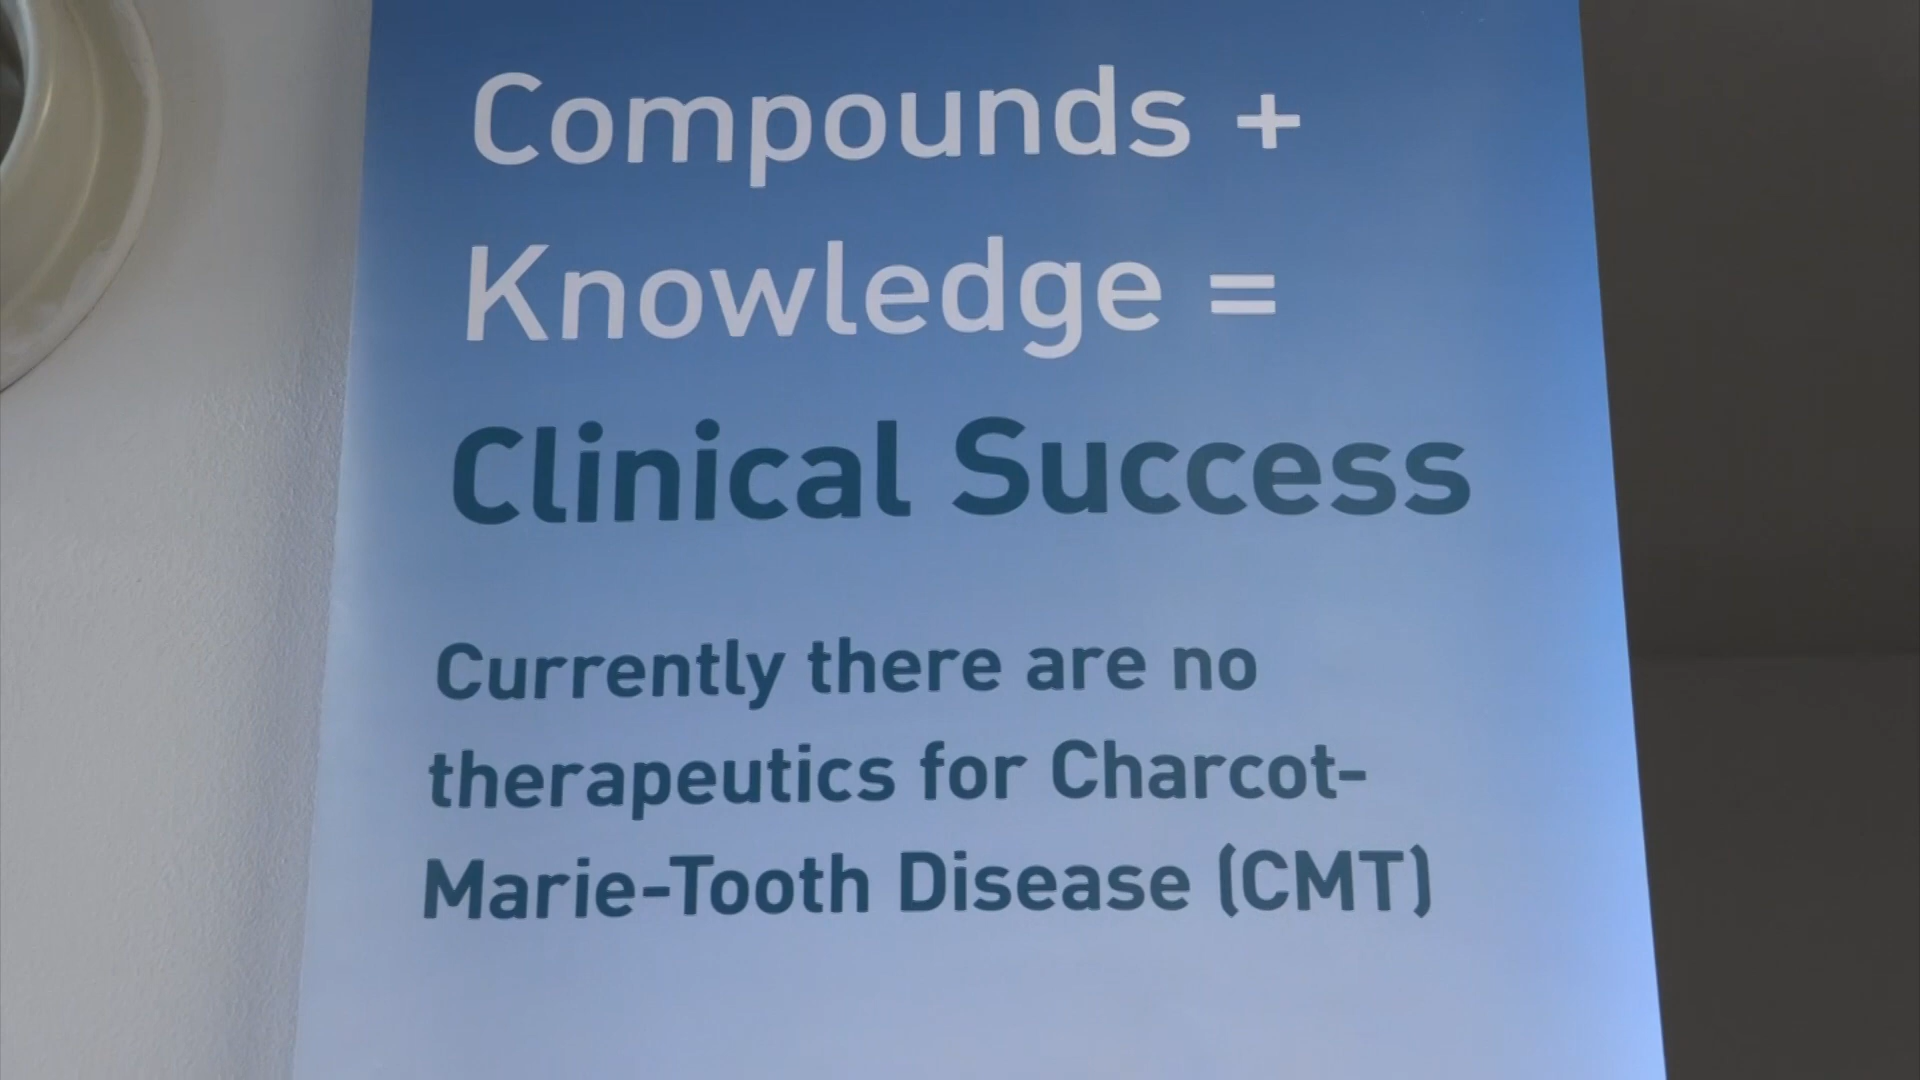 Compounds +
Knowledge =
Clinical Success
Currently there are no
therapeutics for Charcot-
Marie-Tooth Disease (CMT)